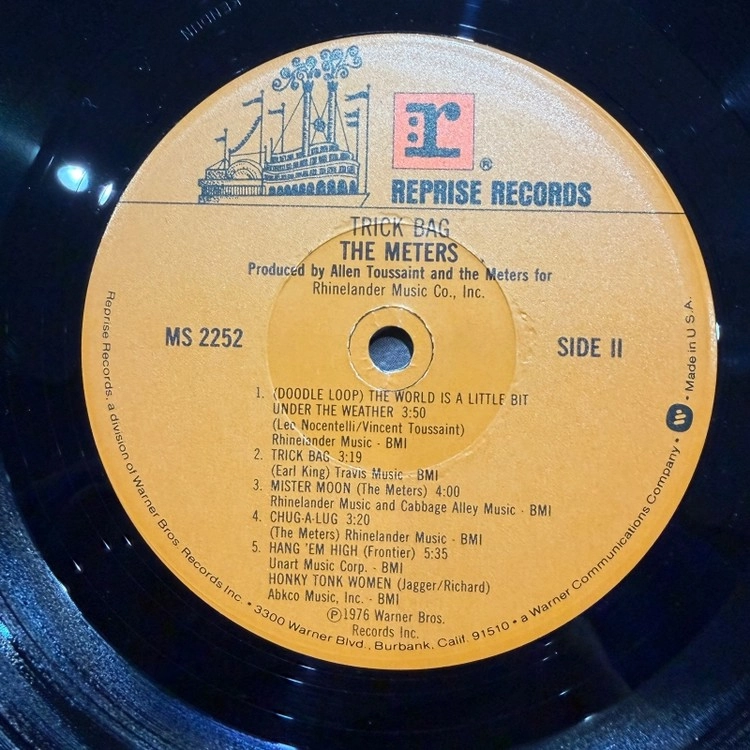 r
®
REPRISE RECORDS
TRICK BAG
THE METERS
Produced by Allen Toussaint and the Meters for
Rhinelander Music Co., Inc.
MS 2252
SIDE II
1. (DOODLE LOOP) THE WORLD IS A LITTLE BIT
UNDER THE WEATHER 3:50
(Leo Nocentelli/Vincent Toussaint)
Rhinelander Music - BMI
2. TRICK BAG 3:19
(Earl King) Travis Music - BMI
3. MISTER MOON (The Meters) 4:00
Rhinelander Music and Cabbage Alley Music - BMI
4. CHUG-A-LUG 3:20
(The Meters) Rhinelander Music - BMI
5. HANG 'EM HIGH (Frontier) 5:35
Unart Music Corp. - BMI
HONKY TONK WOMEN (Jagger/Richard)
Abkco Music, Inc. - BMI
Ⓟ1976 Warner Bros.
Records Inc.
Reprise Records, a division of Warner Bros. Records Inc • 3300 Warner Blvd., Burbank, Calif. 91510 • a Warner Communications Company • W • Made in U.S.A.